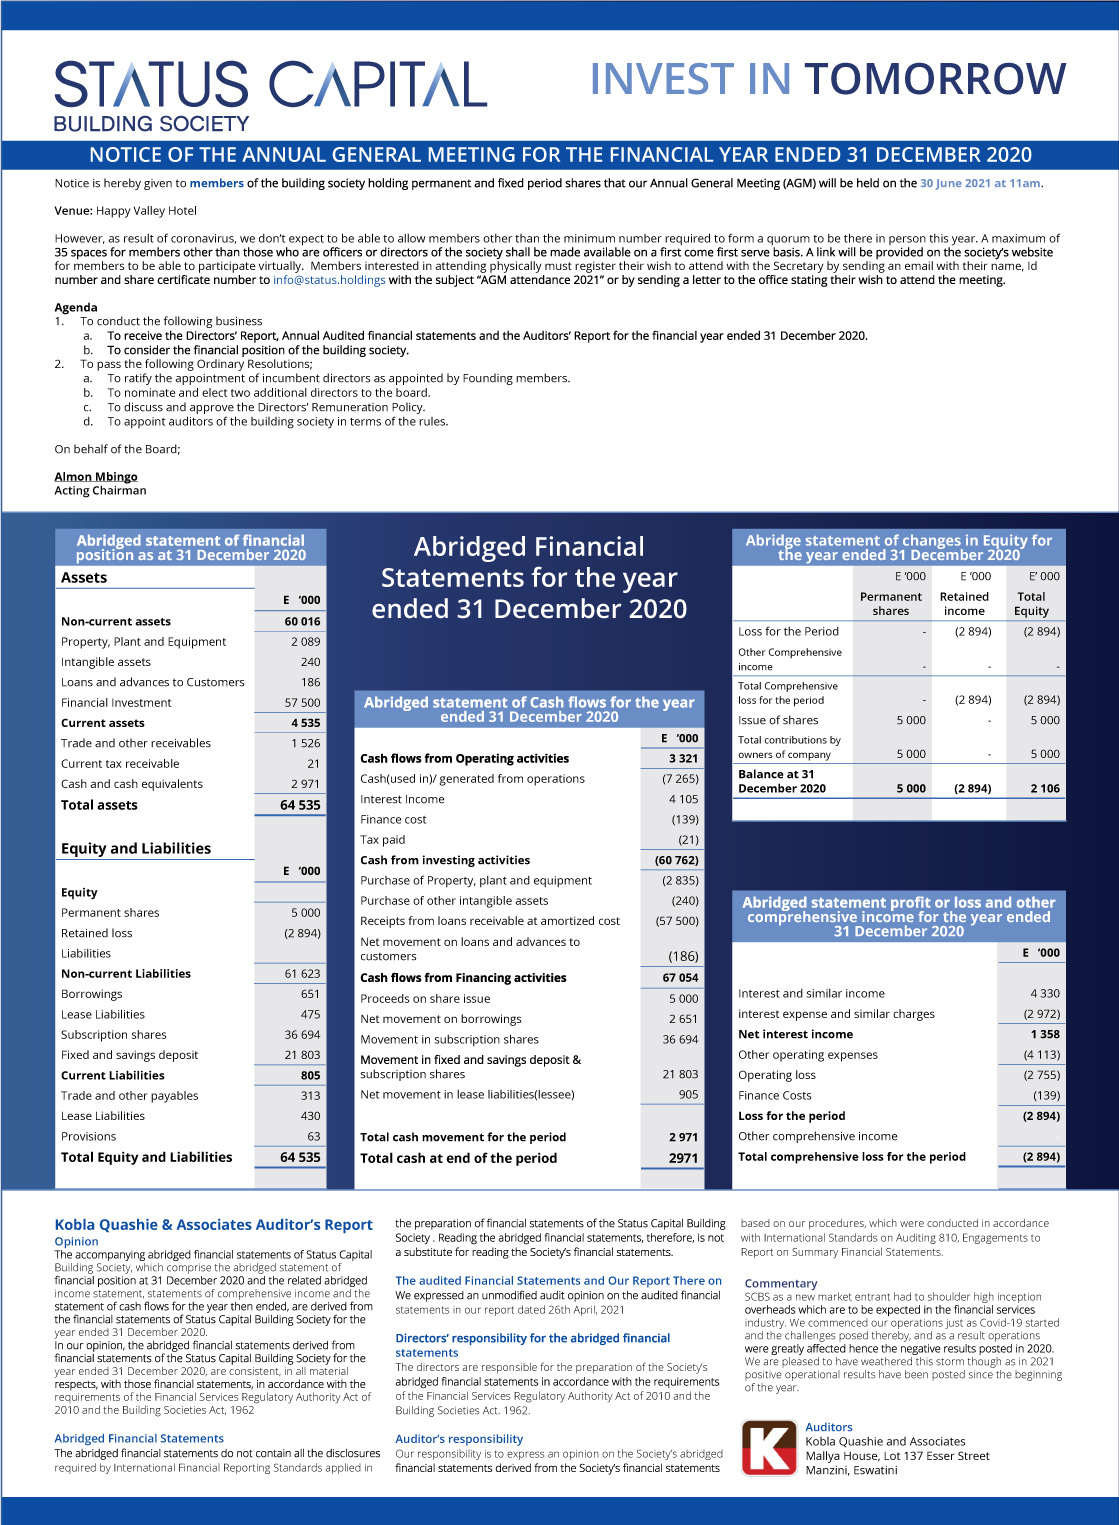 STATUS CAPITAL
BUILDING SOCIETY
INVEST IN TOMORROW
NOTICE OF THE ANNUAL GENERAL MEETING FOR THE FINANCIAL YEAR ENDED 31 DECEMBER 2020
Notice is hereby given to members of the building society holding permanent and fixed period shares that our Annual General Meeting (AGM) will be held on the 30 June 2021 at 11am.
Venue: Happy Valley Hotel
However, as result of coronavirus, we don't expect to be able to allow members other than the minimum number required to form a quorum to be there in person this year. A maximum of
35 spaces for members other than those who are officers or directors of the society shall be made available on a first come first serve basis. A link will be provided on the society's website
for members to be able to participate virtually. Members interested in attending physically must register their wish to attend with the Secretary by sending an email with their name, Id
number and share certificate number to info@status.holdings with the subject "AGM attendance 2021" or by sending a letter to the office stating their wish to attend the meeting.
Agenda
1. To conduct the following business
a. To receive the Directors' Report, Annual Audited financial statements and the Auditors' Report for the financial year ended 31 December 2020.
b. To consider the financial position of the building society.
2. To pass the following Ordinary Resolutions;
a. To ratify the appointment of incumbent directors as appointed by Founding members.
b. To nominate and elect two additional directors to the board.
c. To discuss and approve the Directors' Remuneration Policy.
d. To appoint auditors of the building society in terms of the rules.
On behalf of the Board;
Almon Mbingo
Acting Chairman
Abridged statement of financial
position as at 31 December 2020
Assets
E '000
Non-current assets 60 016
Property, Plant and Equipment 2 089
Intangible assets 240
Loans and advances to Customers 186
Financial Investment 57 500
Current assets 4 535
Trade and other receivables 1 526
Current tax receivable 21
Cash and cash equivalents 2 971
Total assets 64 535
Equity and Liabilities
E '000
Equity
Permanent shares 5 000
Retained loss (2 894)
Liabilities
Non-current Liabilities 61 623
Borrowings 651
Lease Liabilities 475
Subscription shares 36 694
Fixed and savings deposit 21 803
Current Liabilities 805
Trade and other payables 313
Lease Liabilities 430
Provisions 63
Total Equity and Liabilities 64 535
Abridged Financial
Statements for the year
ended 31 December 2020
Abridged statement of Cash flows for the year
ended 31 December 2020
E '000
Cash flows from Operating activities 3 321
Cash(used in)/ generated from operations (7 265)
Interest Income 4 105
Finance cost (139)
Tax paid (21)
Cash from investing activities (60 762)
Purchase of Property, plant and equipment (2 835)
Purchase of other intangible assets (240)
Receipts from loans receivable at amortized cost (57 500)
Net movement on loans and advances to
customers (186)
Cash flows from Financing activities 67 054
Proceeds on share issue 5 000
Net movement on borrowings 2 651
Movement in subscription shares 36 694
Movement in fixed and savings deposit &
subscription shares 21 803
Net movement in lease liabilities(lessee) 905
Total cash movement for the period 2 971
Total cash at end of the period 2971
Abridge statement of changes in Equity for
the year ended 31 December 2020
E '000 E '000 E' 000
Permanent Retained Total
shares income Equity
Loss for the Period - (2 894) (2 894)
Other Comprehensive
income - - -
Total Comprehensive
loss for the period - (2 894) (2 894)
Issue of shares 5 000 - 5 000
Total contributions by
owners of company 5 000 - 5 000
Balance at 31
December 2020 5 000 (2 894) 2 106
Abridged statement profit or loss and other
comprehensive income for the year ended
31 December 2020
E '000
Interest and similar income 4 330
interest expense and similar charges (2 972)
Net interest income 1 358
Other operating expenses (4 113)
Operating loss (2 755)
Finance Costs (139)
Loss for the period (2 894)
Other comprehensive income
Total comprehensive loss for the period (2 894)
Kobla Quashie & Associates Auditor's Report
Opinion
The accompanying abridged financial statements of Status Capital
Building Society, which comprise the abridged statement of
financial position at 31 December 2020 and the related abridged
income statement, statements of comprehensive income and the
statement of cash flows for the year then ended, are derived from
the financial statements of Status Capital Building Society for the
year ended 31 December 2020.
In our opinion, the abridged financial statements derived from
financial statements of the Status Capital Building Society for the
year ended 31 December 2020, are consistent, in all material
respects, with those financial statements, in accordance with the
requirements of the Financial Services Regulatory Authority Act of
2010 and the Building Societies Act, 1962
Abridged Financial Statements
The abridged financial statements do not contain all the disclosures
required by International Financial Reporting Standards applied in
the preparation of financial statements of the Status Capital Building
Society . Reading the abridged financial statements, therefore, is not
a substitute for reading the Society's financial statements.
The audited Financial Statements and Our Report There on
We expressed an unmodified audit opinion on the audited financial
statements in our report dated 26th April, 2021
Directors' responsibility for the abridged financial
statements
The directors are responsible for the preparation of the Society's
abridged financial statements in accordance with the requirements
of the Financial Services Regulatory Authority Act of 2010 and the
Building Societies Act. 1962.
Auditor's responsibility
Our responsibility is to express an opinion on the Society's abridged
financial statements derived from the Society's financial statements
based on our procedures, which were conducted in accordance
with International Standards on Auditing 810, Engagements to
Report on Summary Financial Statements.
Commentary
SCBS as a new market entrant had to shoulder high inception
overheads which are to be expected in the financial services
industry. We commenced our operations just as Covid-19 started
and the challenges posed thereby, and as a result operations
were greatly affected hence the negative results posted in 2020.
We are pleased to have weathered this storm though as in 2021
positive operational results have been posted since the beginning
of the year.
K
Auditors
Kobla Quashie and Associates
Mallya House, Lot 137 Esser Street
Manzini, Eswatini